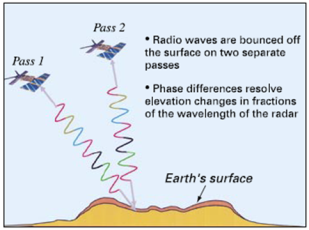 Pass 2
Pass 1
• Radio waves are bounced off
the surface on two separate
passes
• Phase differences resolve
elevation changes in fractions
of the wavelength of the radar
Earth's surface